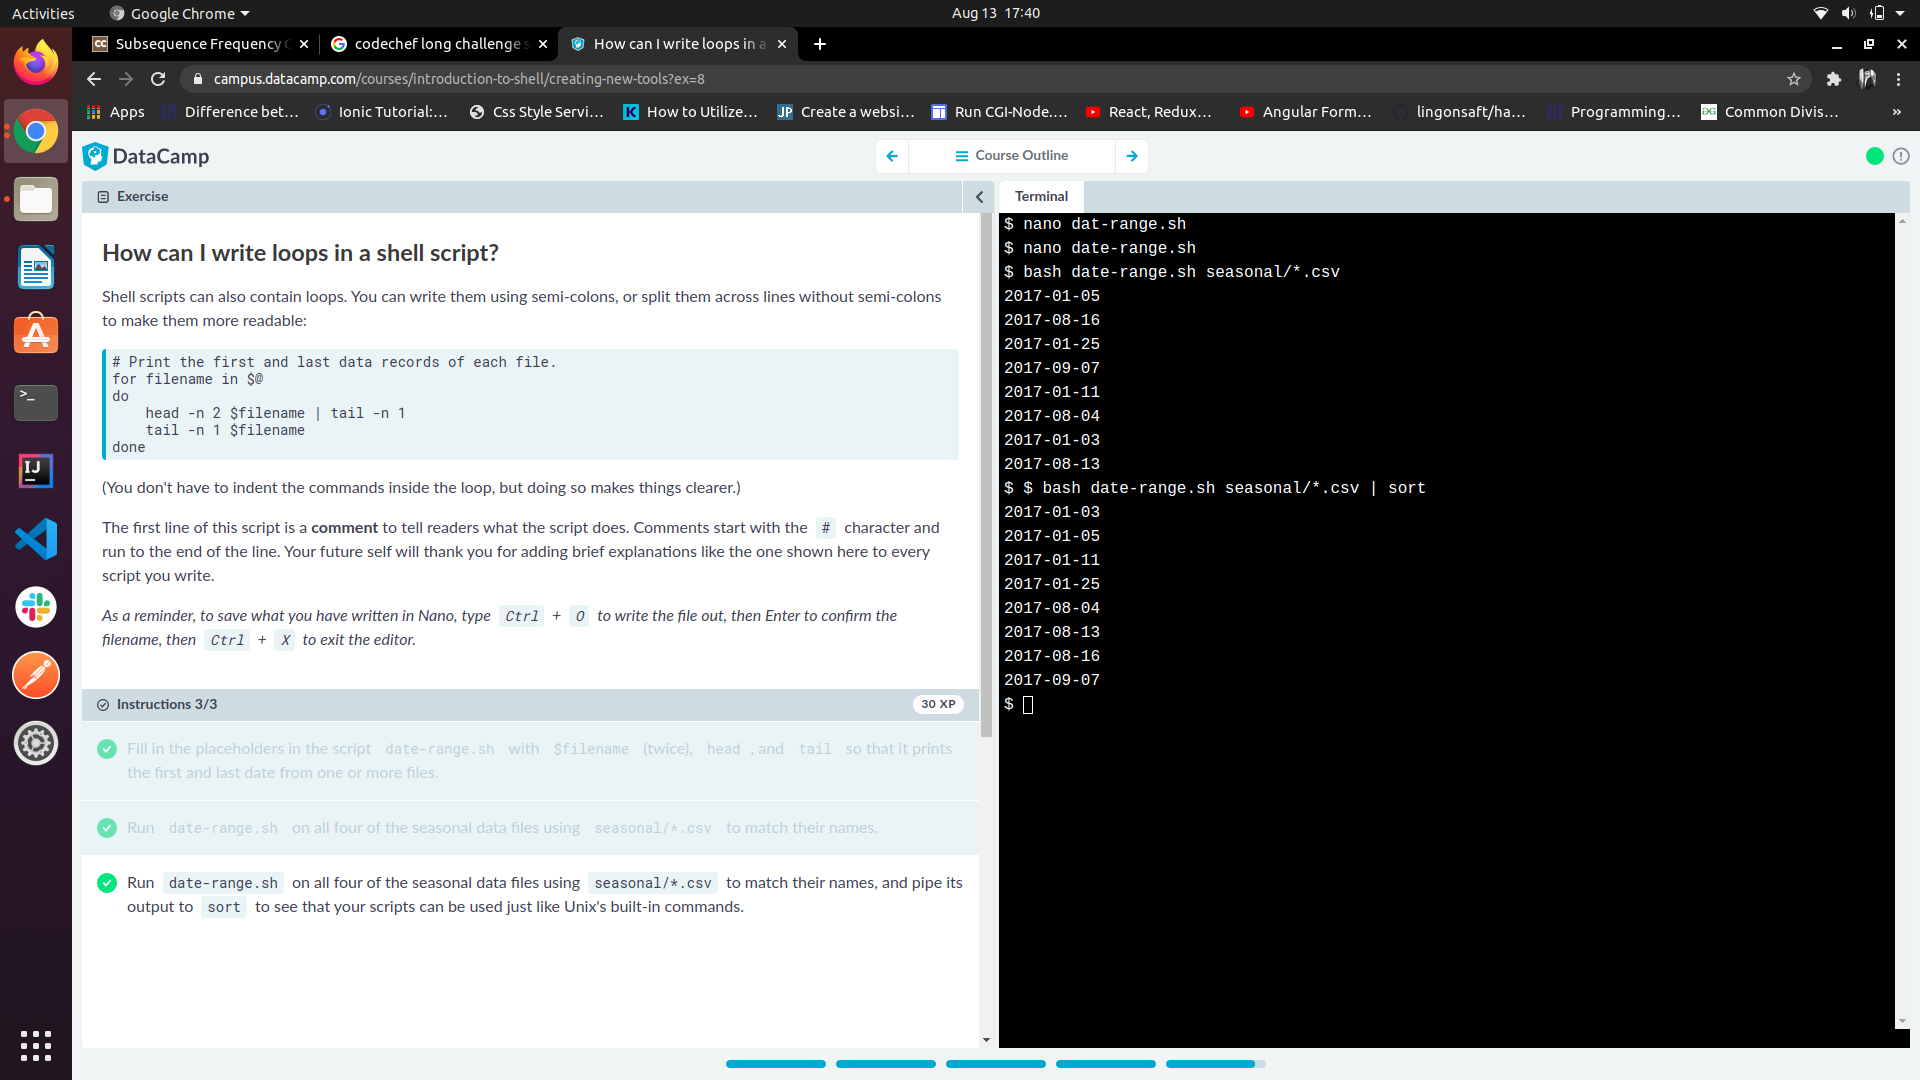 Activities
Google Chrome
Aug 13 17:40
Subsequence Frequency C
codechef long challenge s
How can I write loops in a
campus.datacamp.com/courses/introduction-to-shell/creating-new-tools?ex=8
Apps
Difference bet...
Ionic Tutorial:...
Css Style Servi...
How to Utilize...
JP Create a websi...
Run CGI-Node....
React, Redux...
Angular Form...
lingonsaft/ha...
Programming...
Common Divis...
»
DataCamp
Course Outline
Exercise
How can I write loops in a shell script?
Shell scripts can also contain loops. You can write them using semi-colons, or split them across lines without semi-colons
to make them more readable:
# Print the first and last data records of each file.
for filename in $@
do
    head -n 2 $filename | tail -n 1
    tail -n 1 $filename
done
(You don't have to indent the commands inside the loop, but doing so makes things clearer.)
The first line of this script is a comment to tell readers what the script does. Comments start with the # character and
run to the end of the line. Your future self will thank you for adding brief explanations like the one shown here to every
script you write.
As a reminder, to save what you have written in Nano, type Ctrl + O to write the file out, then Enter to confirm the
filename, then Ctrl + X to exit the editor.
Instructions 3/3
30 XP
Fill in the placeholders in the script date-range.sh with $filename (twice), head , and tail so that it prints
the first and last date from one or more files.
Run date-range.sh on all four of the seasonal data files using seasonal/*.csv to match their names.
Run date-range.sh on all four of the seasonal data files using seasonal/*.csv to match their names, and pipe its
output to sort to see that your scripts can be used just like Unix's built-in commands.
Terminal
$ nano dat-range.sh
$ nano date-range.sh
$ bash date-range.sh seasonal/*.csv
2017-01-05
2017-08-16
2017-01-25
2017-09-07
2017-01-11
2017-08-04
2017-01-03
2017-08-13
$ $ bash date-range.sh seasonal/*.csv | sort
2017-01-03
2017-01-05
2017-01-11
2017-01-25
2017-08-04
2017-08-13
2017-08-16
2017-09-07
$